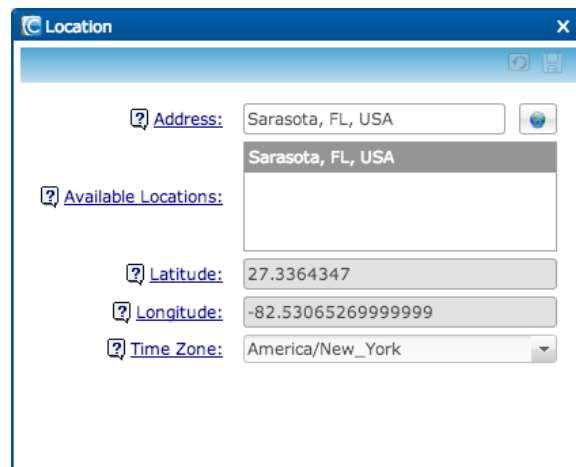 Location
Address: Sarasota, FL, USA
Sarasota, FL, USA
Available Locations:
Latitude: 27.3364347
Longitude: -82.53065269999999
Time Zone: America/New_York